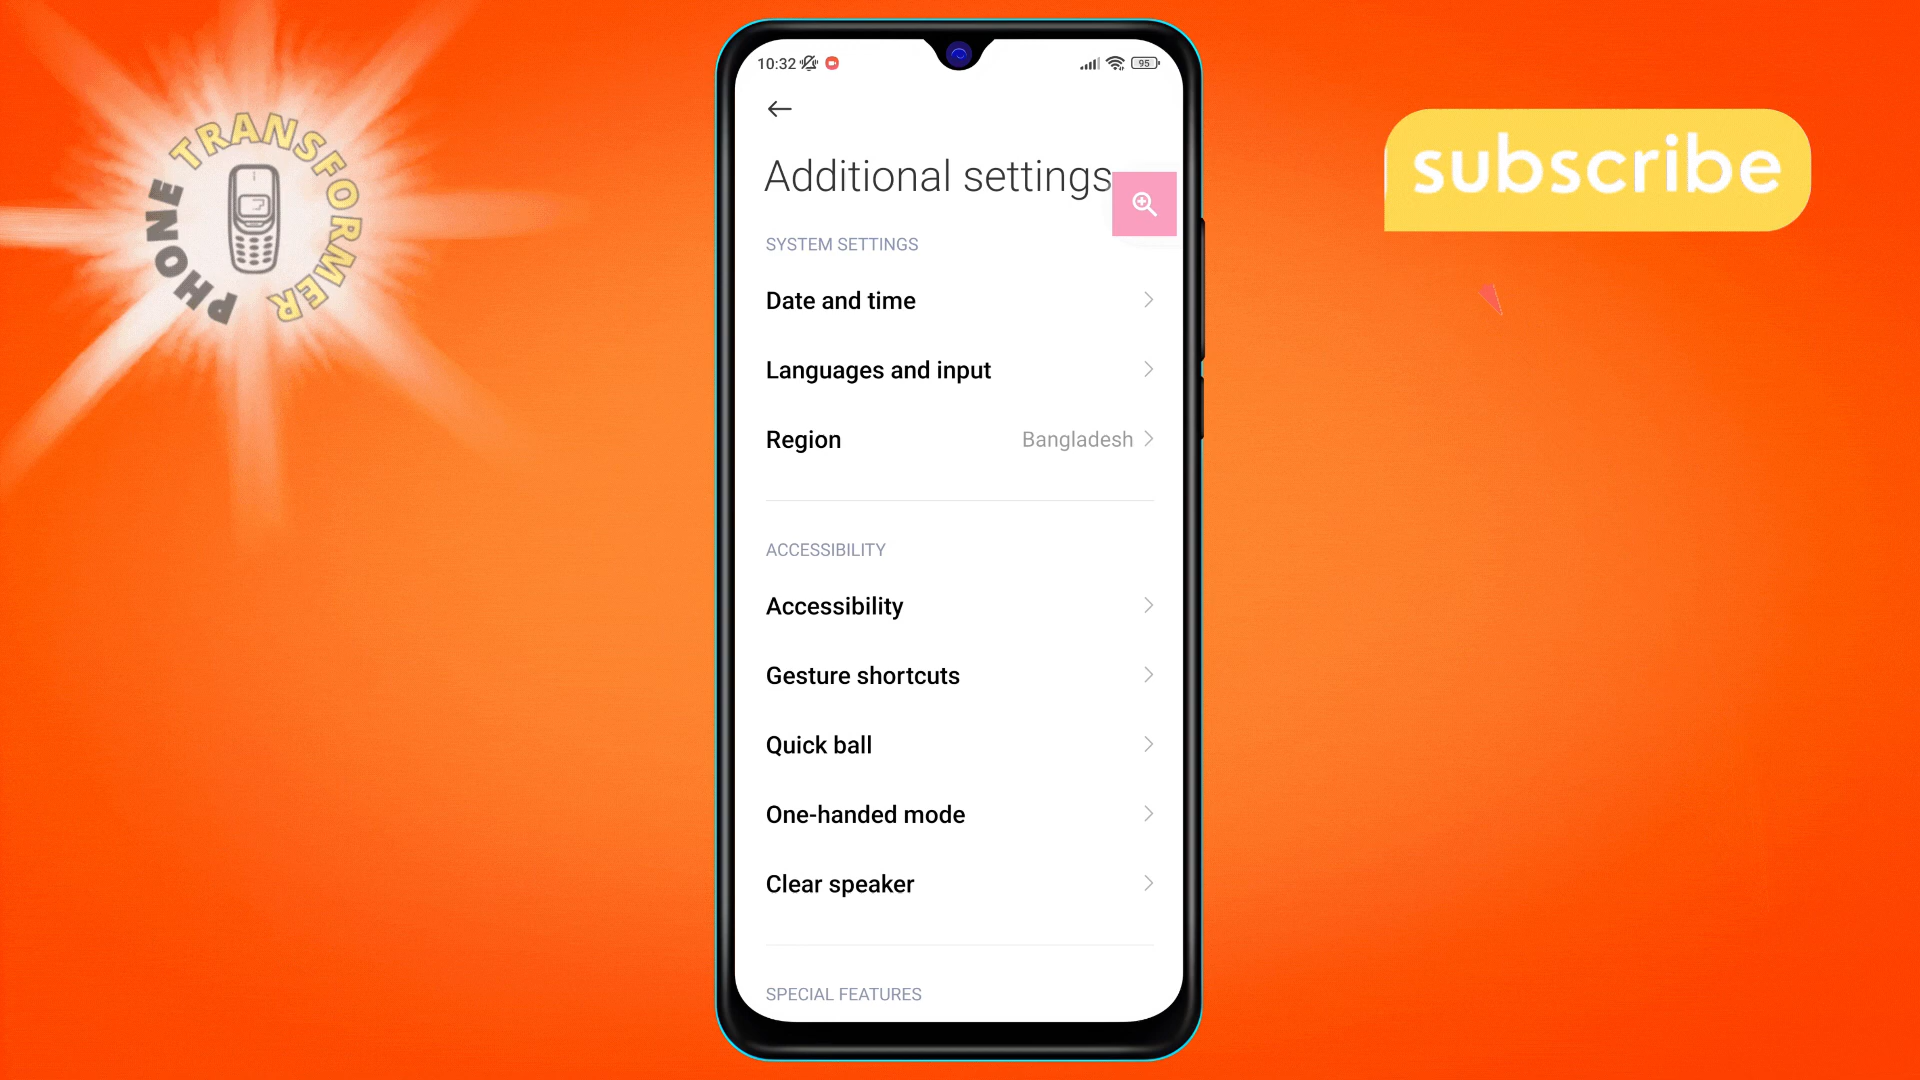 PHONE TRANSFORMER
subscribe
10:32
95
Additional settings
SYSTEM SETTINGS
Date and time
Languages and input
Region Bangladesh
ACCESSIBILITY
Accessibility
Gesture shortcuts
Quick ball
One-handed mode
Clear speaker
SPECIAL FEATURES